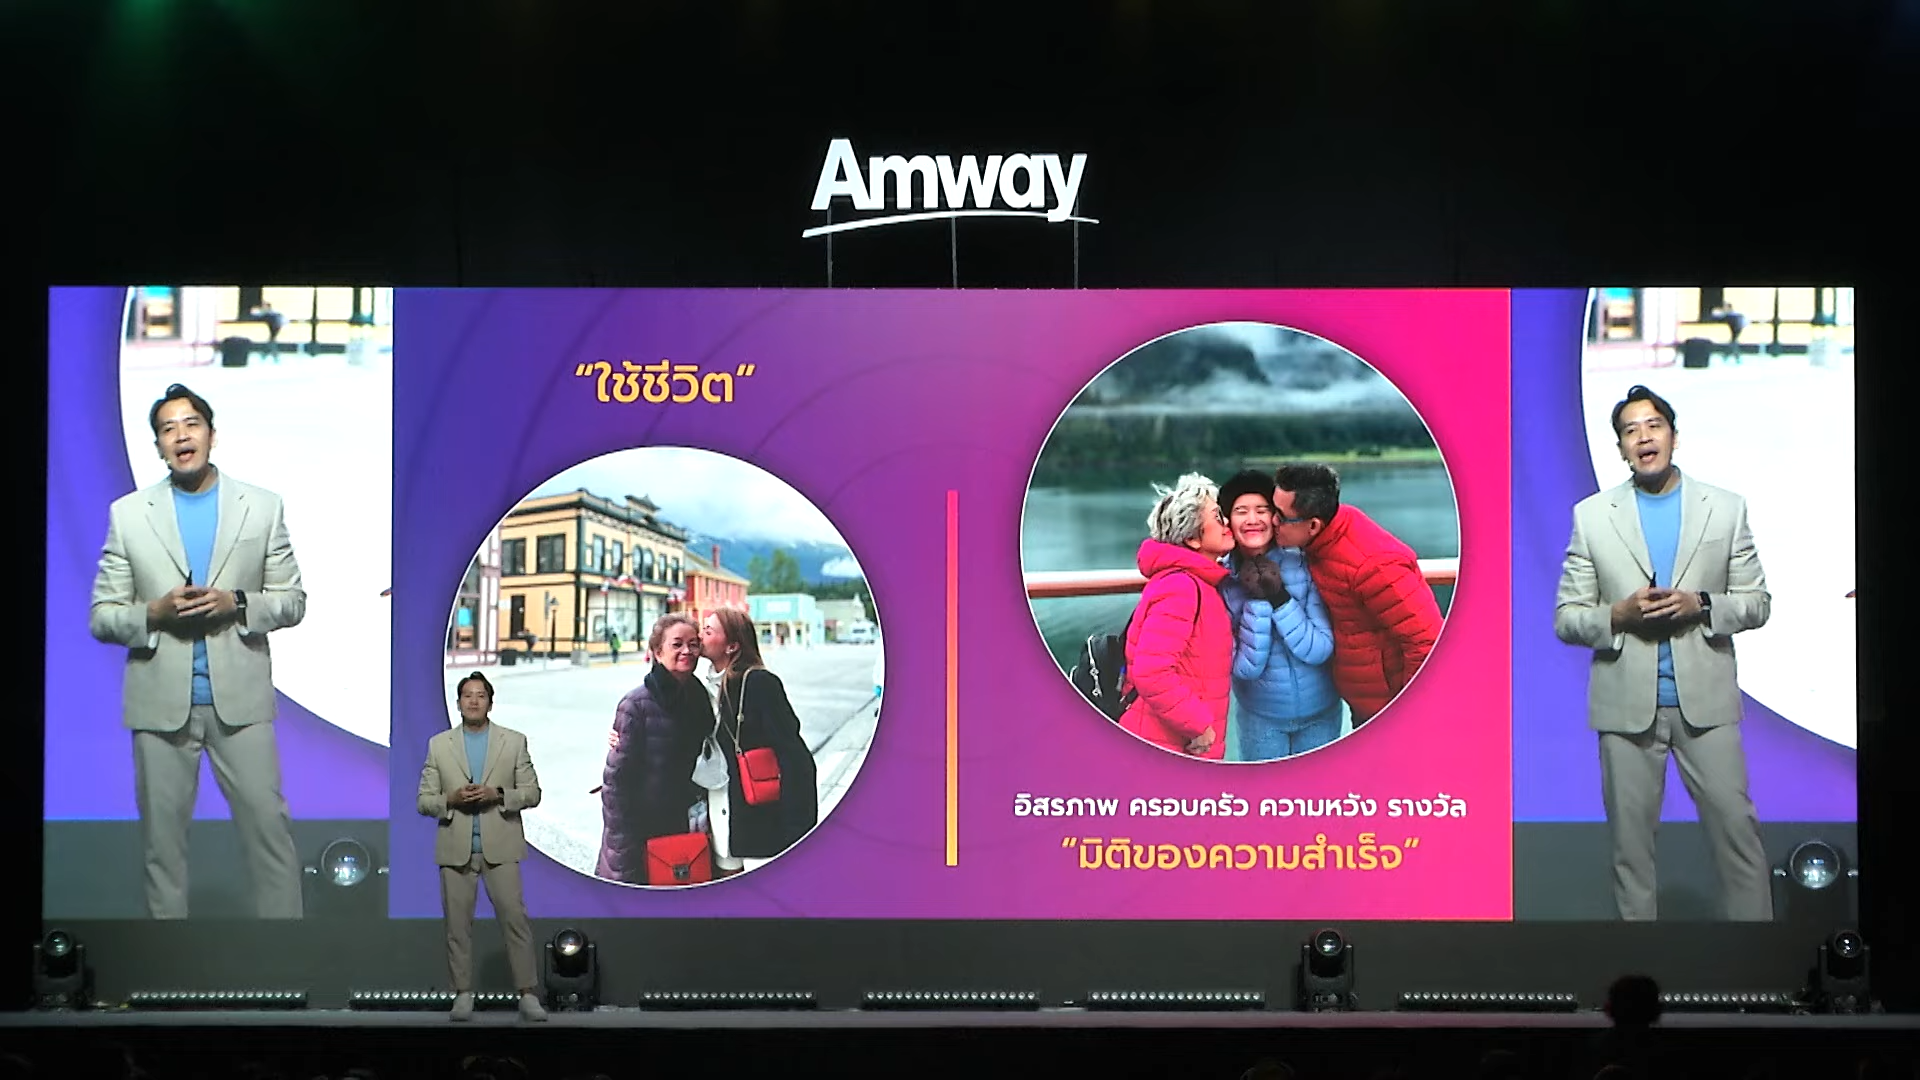 Amway
“ใช้ชีวิต”
อิสรภาพ ครอบครัว ความหวัง รางวัล
“มิติของความสำเร็จ”